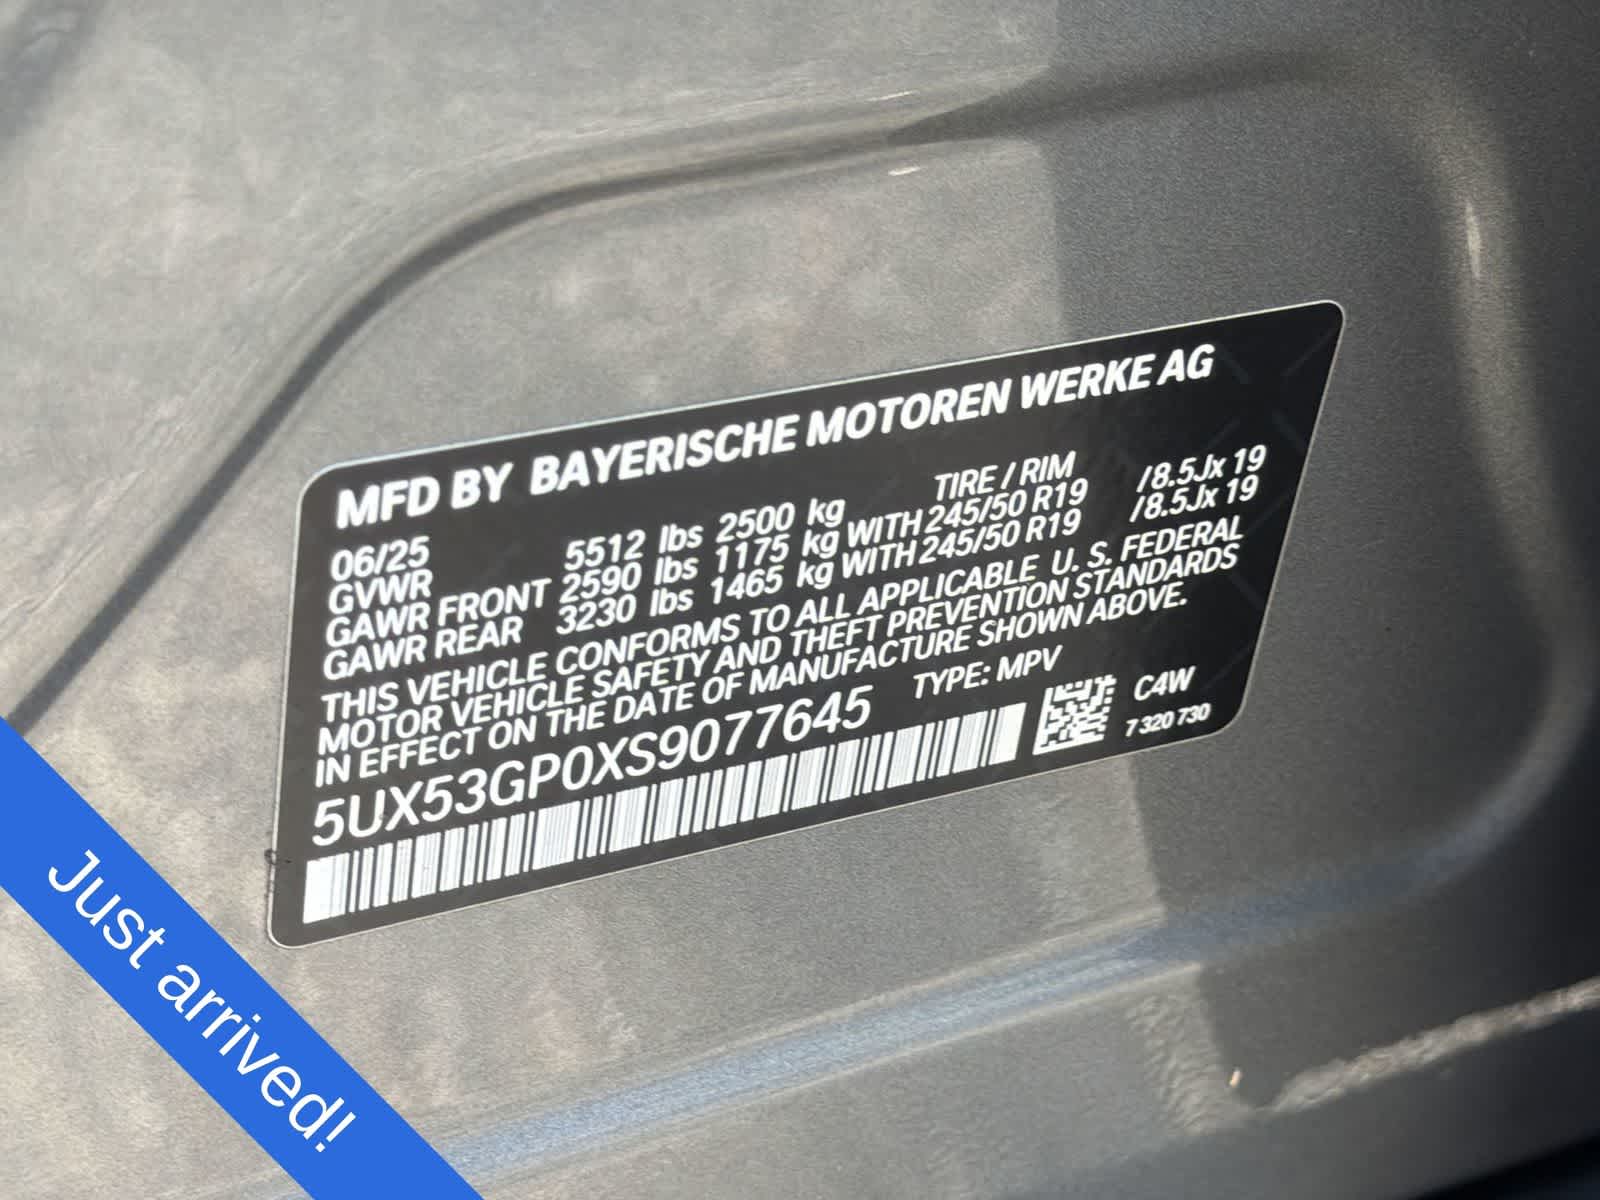 MFD BY BAYERISCHE MOTOREN WERKE AG
06/25 TIRE / RIM
GVWR 5512 lbs 2500 kg
GAWR FRONT 2590 lbs 1175 kg WITH 245/50 R19 /8.5Jx 19
GAWR REAR 3230 lbs 1465 kg WITH 245/50 R19 /8.5Jx 19
THIS VEHICLE CONFORMS TO ALL APPLICABLE U. S. FEDERAL
MOTOR VEHICLE SAFETY AND THEFT PREVENTION STANDARDS
IN EFFECT ON THE DATE OF MANUFACTURE SHOWN ABOVE.
5UX53GP0XS9077645 TYPE: MPV
C4W
7 320 730
Just arrived!